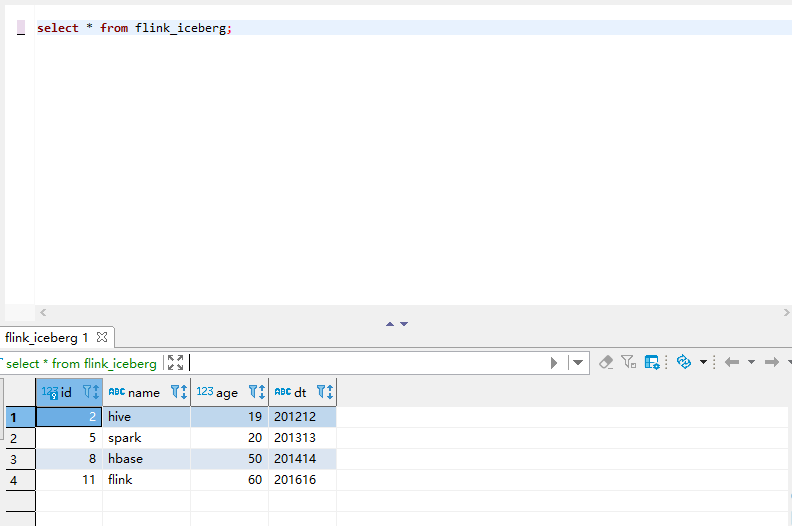 select * from flink_iceberg;
flink_iceberg 1
select * from flink_iceberg
123 id ABC name 123 age ABC dt
1 2 hive 19 201212
2 5 spark 20 201313
3 8 hbase 50 201414
4 11 flink 60 201616